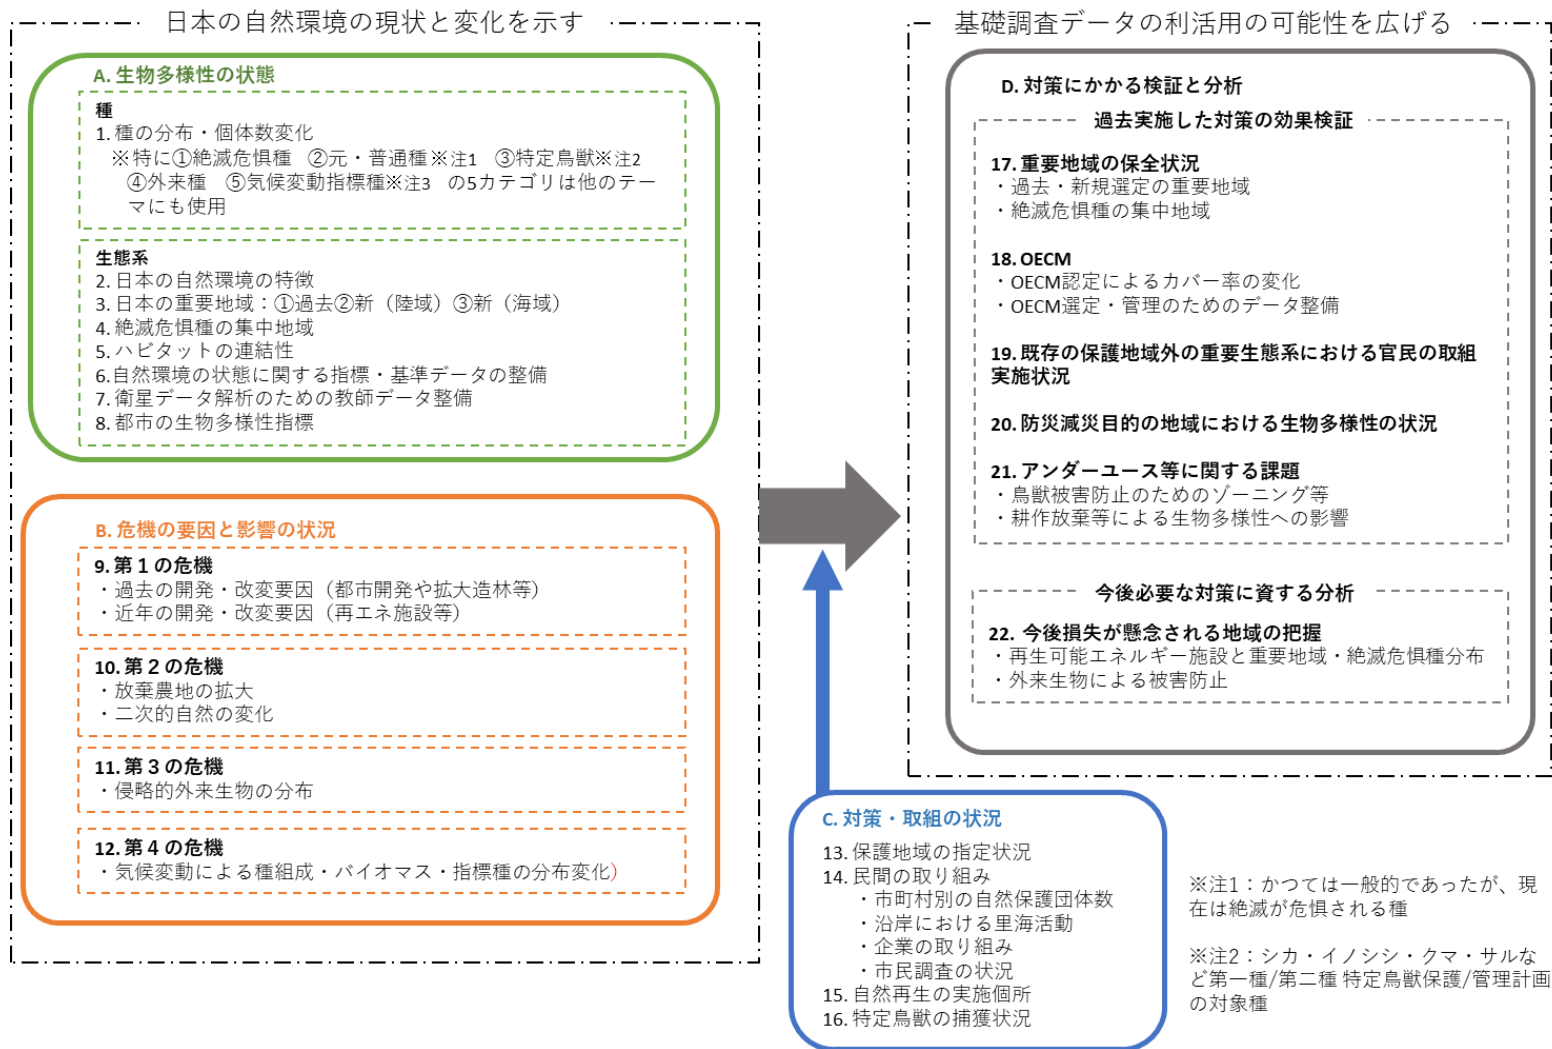 日本の自然環境の現状と変化を示す
A. 生物多様性の状態
種
1. 種の分布・個体数変化
※特に①絶滅危惧種　②元・普通種※注1　③特定鳥獣※注2
④外来種　⑤気候変動指標種※注3　の5カテゴリは他のテー
マにも使用
生態系
2. 日本の自然環境の特徴
3. 日本の重要地域：①過去②新（陸域）③新（海域）
4. 絶滅危惧種の集中地域
5. ハビタットの連結性
6. 自然環境の状態に関する指標・基準データの整備
7. 衛星データ解析のための教師データ整備
8. 都市の生物多様性指標
B. 危機の要因と影響の状況
9. 第１の危機
・過去の開発・改変要因（都市開発や拡大造林等）
・近年の開発・改変要因（再エネ施設等）
10. 第２の危機
・放棄農地の拡大
・二次的自然の変化
11. 第３の危機
・侵略的外来生物の分布
12. 第４の危機
・気候変動による種組成・バイオマス・指標種の分布変化）
C. 対策・取組の状況
13. 保護地域の指定状況
14. 民間の取り組み
・市町村別の自然保護団体数
・沿岸における里海活動
・企業の取り組み
・市民調査の状況
15. 自然再生の実施個所
16. 特定鳥獣の捕獲状況
基礎調査データの利活用の可能性を広げる
D. 対策にかかる検証と分析
過去実施した対策の効果検証
17. 重要地域の保全状況
・過去・新規選定の重要地域
・絶滅危惧種の集中地域
18. OECM
・OECM認定によるカバー率の変化
・OECM選定・管理のためのデータ整備
19. 既存の保護地域外の重要生態系における官民の取組
実施状況
20. 防災減災目的の地域における生物多様性の状況
21. アンダーユース等に関する課題
・鳥獣被害防止のためのゾーニング等
・耕作放棄等による生物多様性への影響
今後必要な対策に資する分析
22. 今後損失が懸念される地域の把握
・再生可能エネルギー施設と重要地域・絶滅危惧種分布
・外来生物による被害防止
※注1：かつては一般的であったが、現
在は絶滅が危惧される種
※注2：シカ・イノシシ・クマ・サルな
ど第一種/第二種 特定鳥獣保護/管理計画
の対象種